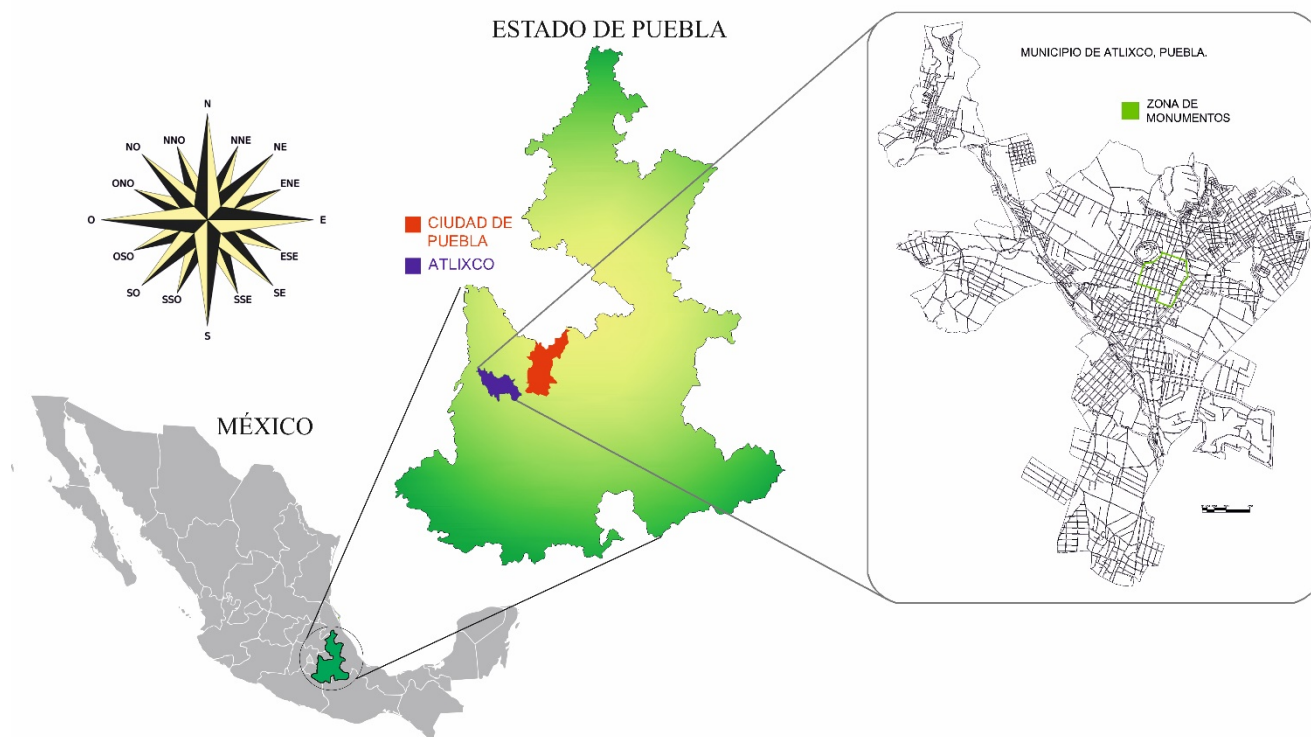 ESTADO DE PUEBLA
MUNICIPIO DE ATLIXCO, PUEBLA.
ZONA DE
MONUMENTOS
N
NNO
NNE
NO
NE
ONO
ENE
O
E
OSO
ESE
SO
SE
SSO
SSE
S
CIUDAD DE
PUEBLA
ATLIXCO
MÉXICO